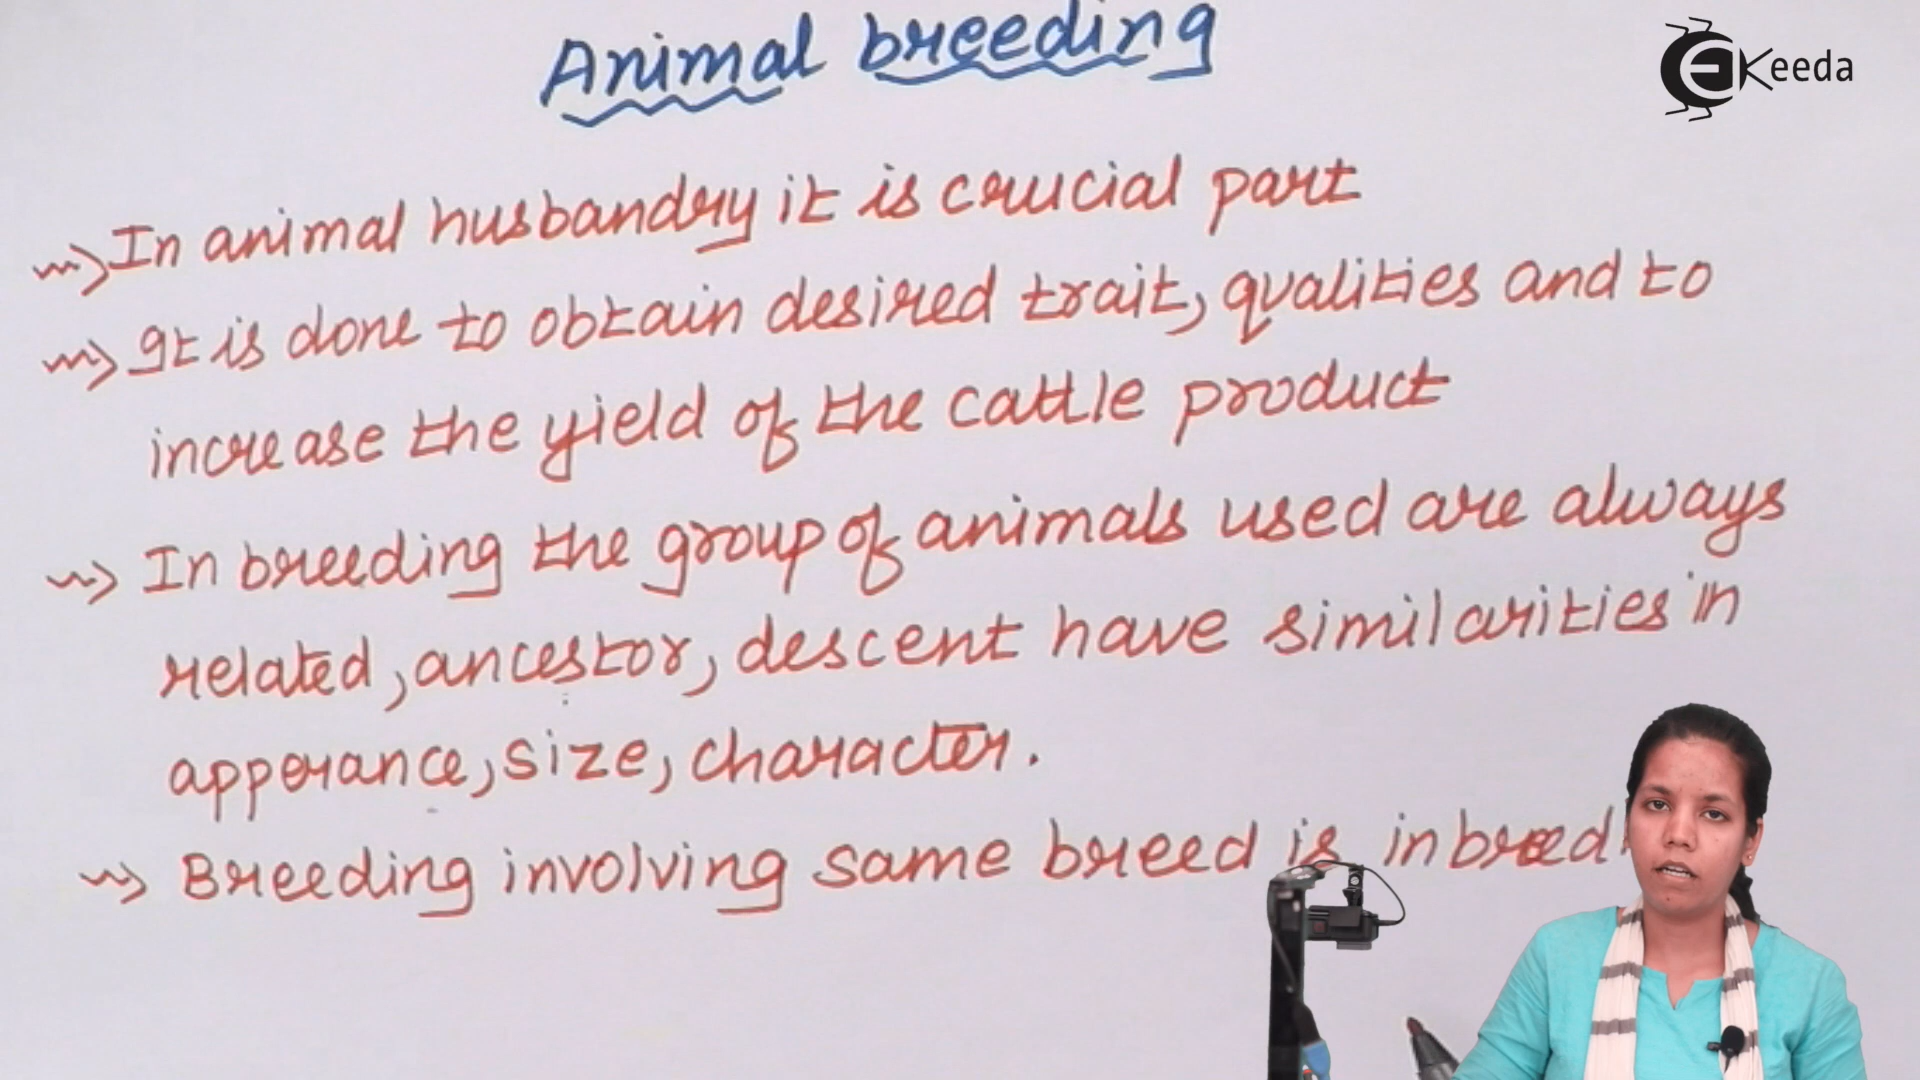 Animal breeding
EKeeda
In animal husbandry it is crucial part
It is done to obtain desired trait, qualities and to
increase the yield of the cattle product
In breeding the group of animals used are always
related, ancestor, descent have similarities in
apperance, size, character.
Breeding involving same breed is inbreed